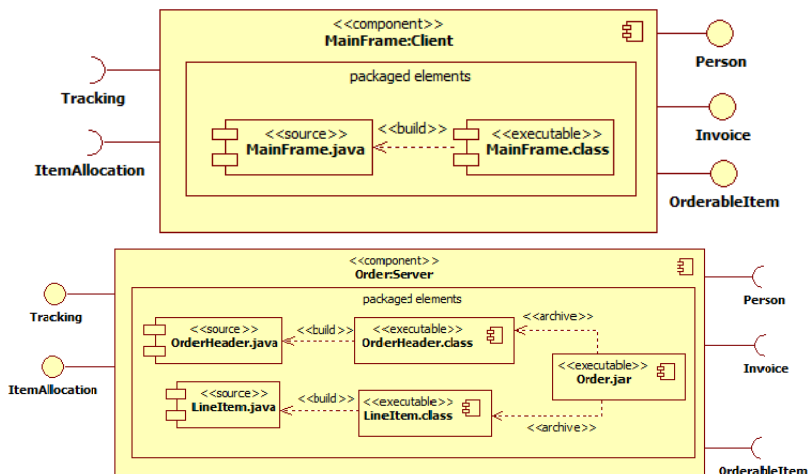 <<component>>
MainFrame:Client
Person
packaged elements
Tracking
<<source>>
MainFrame.java
<<build>>
<<executable>>
MainFrame.class
Invoice
ItemAllocation
OrderableItem
<<component>>
Order:Server
packaged elements
Person
Tracking
<<source>>
OrderHeader.java
<<build>>
<<executable>>
OrderHeader.class
<<archive>>
<<executable>>
Order.jar
Invoice
ItemAllocation
<<source>>
LineItem.java
<<build>>
<<executable>>
LineItem.class
<<archive>>
OrderableItem